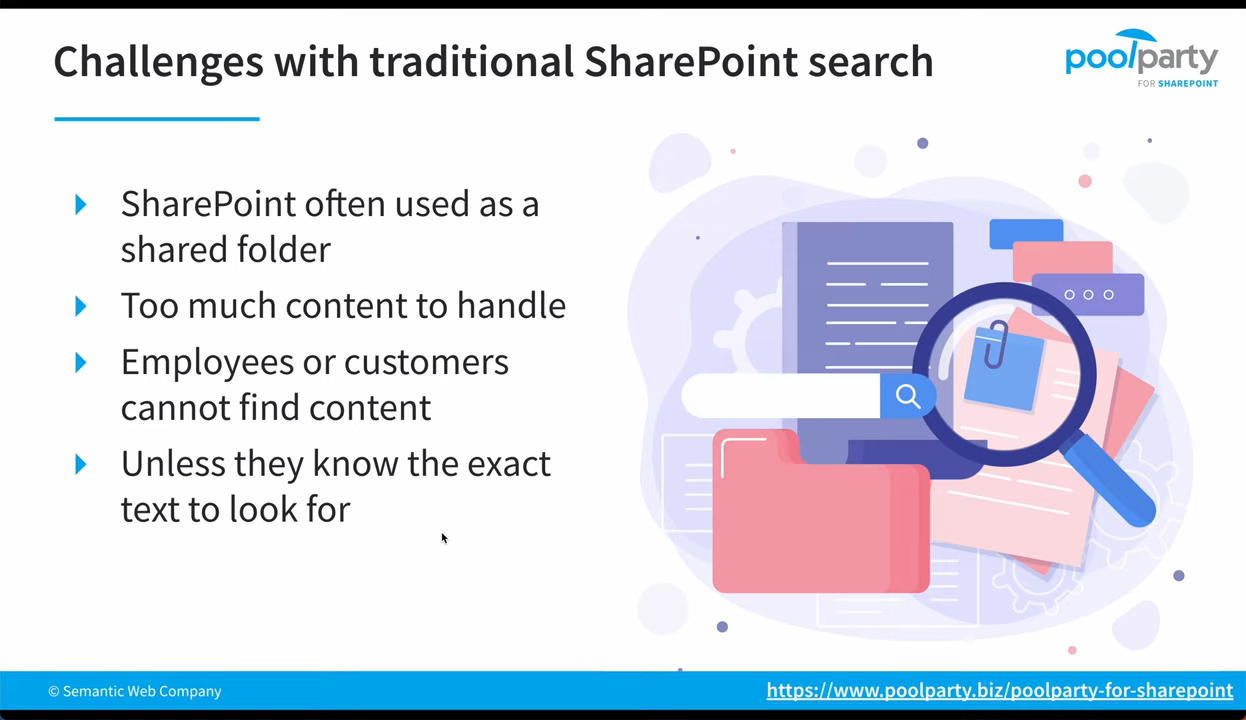 Challenges with traditional SharePoint search
poolparty
FOR SHAREPOINT
SharePoint often used as a
shared folder
Too much content to handle
Employees or customers
cannot find content
Unless they know the exact
text to look for
© Semantic Web Company
https://www.poolparty.biz/poolparty-for-sharepoint